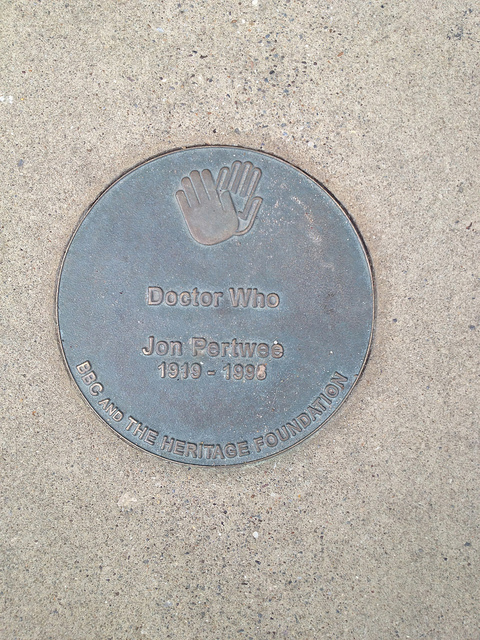 Doctor Who
Jon Pertwee
1919 - 1996
BBC AND THE HERITAGE FOUNDATION